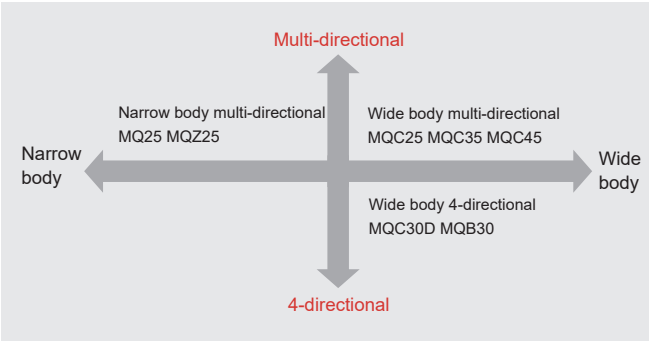 Multi-directional
Narrow body multi-directional
MQ25 MQZ25
Wide body multi-directional
MQC25 MQC35 MQC45
Narrow
body
Wide
body
Wide body 4-directional
MQC30D MQB30
4-directional